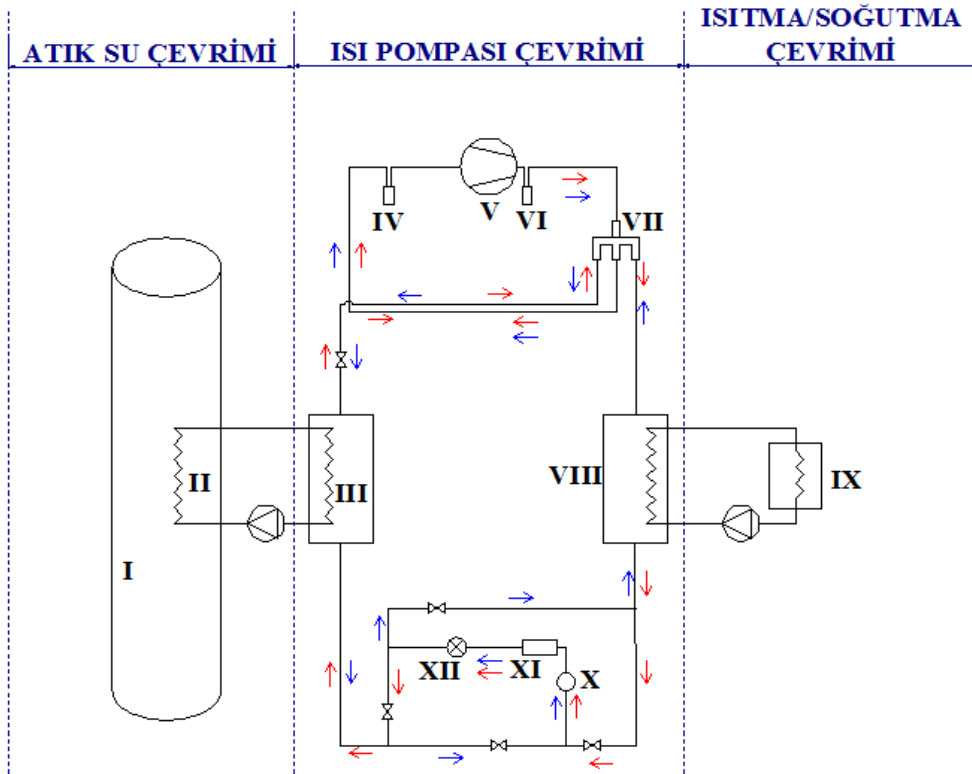 ATIK SU ÇEVRİMİ
ISI POMPASI ÇEVRİMİ
ISITMA/SOĞUTMA
ÇEVRİMİ
IV
V
VI
VII
II
III
VIII
IX
I
XII
XI
X